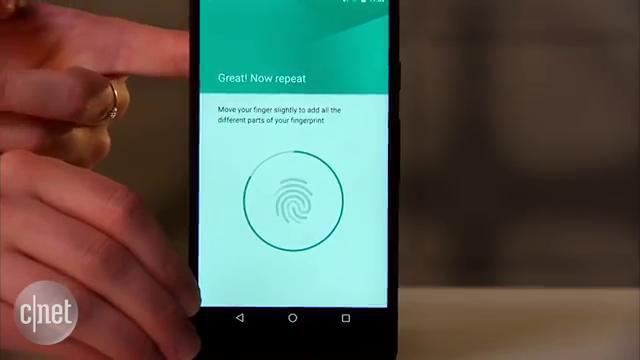 Great! Now repeat
Move your finger slightly to add all the
different parts of your fingerprint
c|net